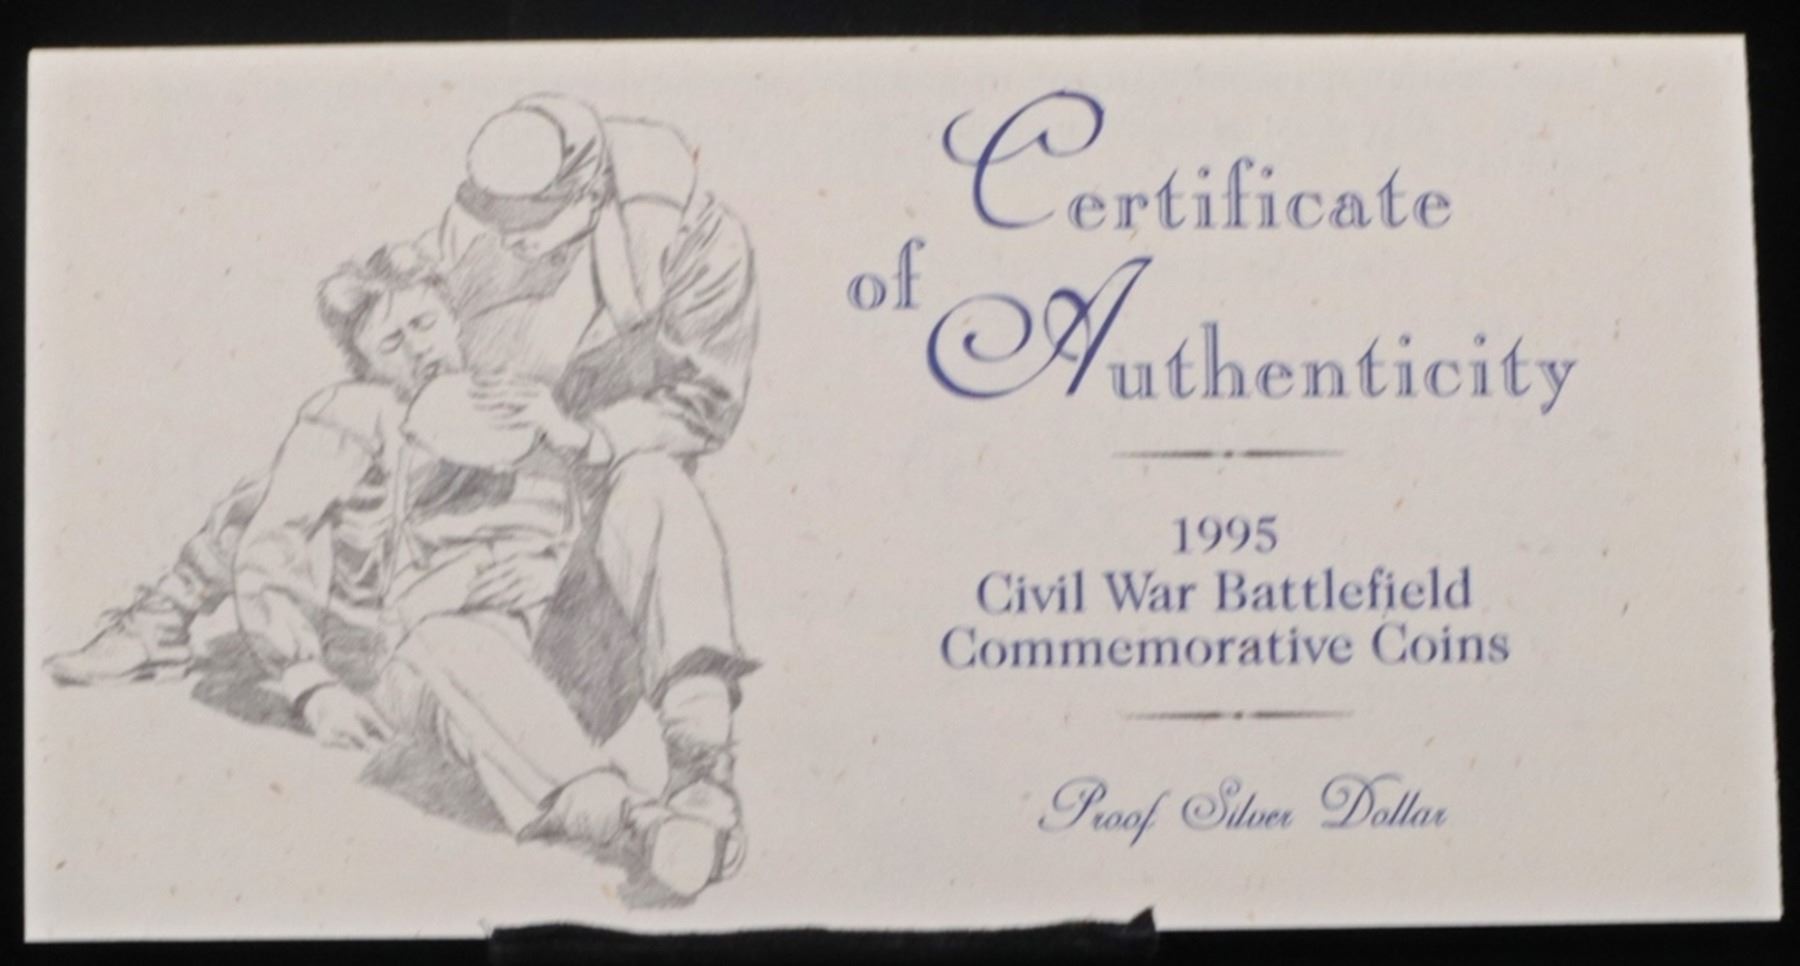 Certificate
of Authenticity
1995
Civil War Battlefield
Commemorative Coins
Proof Silver Dollar